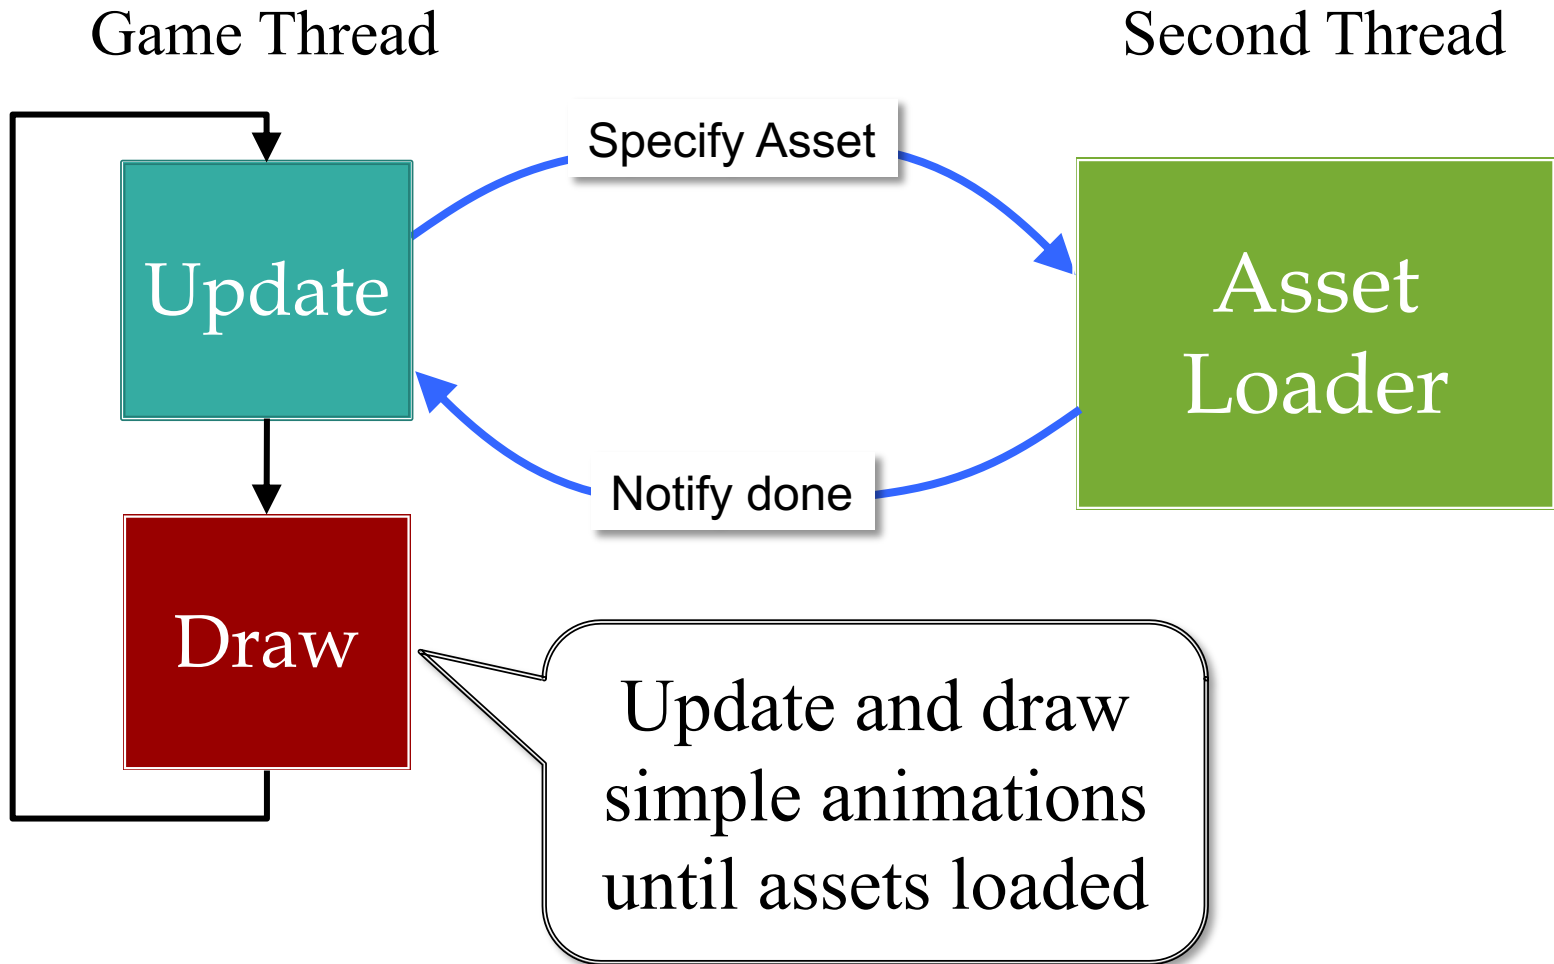 Game Thread
Second Thread
Specify Asset
Update
Asset
Loader
Notify done
Draw
Update and draw
simple animations
until assets loaded